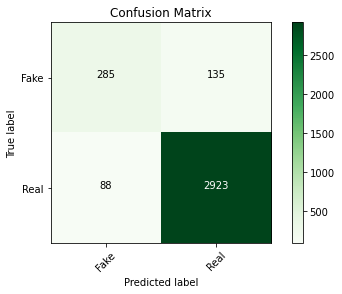 Confusion Matrix
Fake
285
135
Real
88
2923
Fake
Real
True label
Predicted label
2500
2000
1500
1000
500